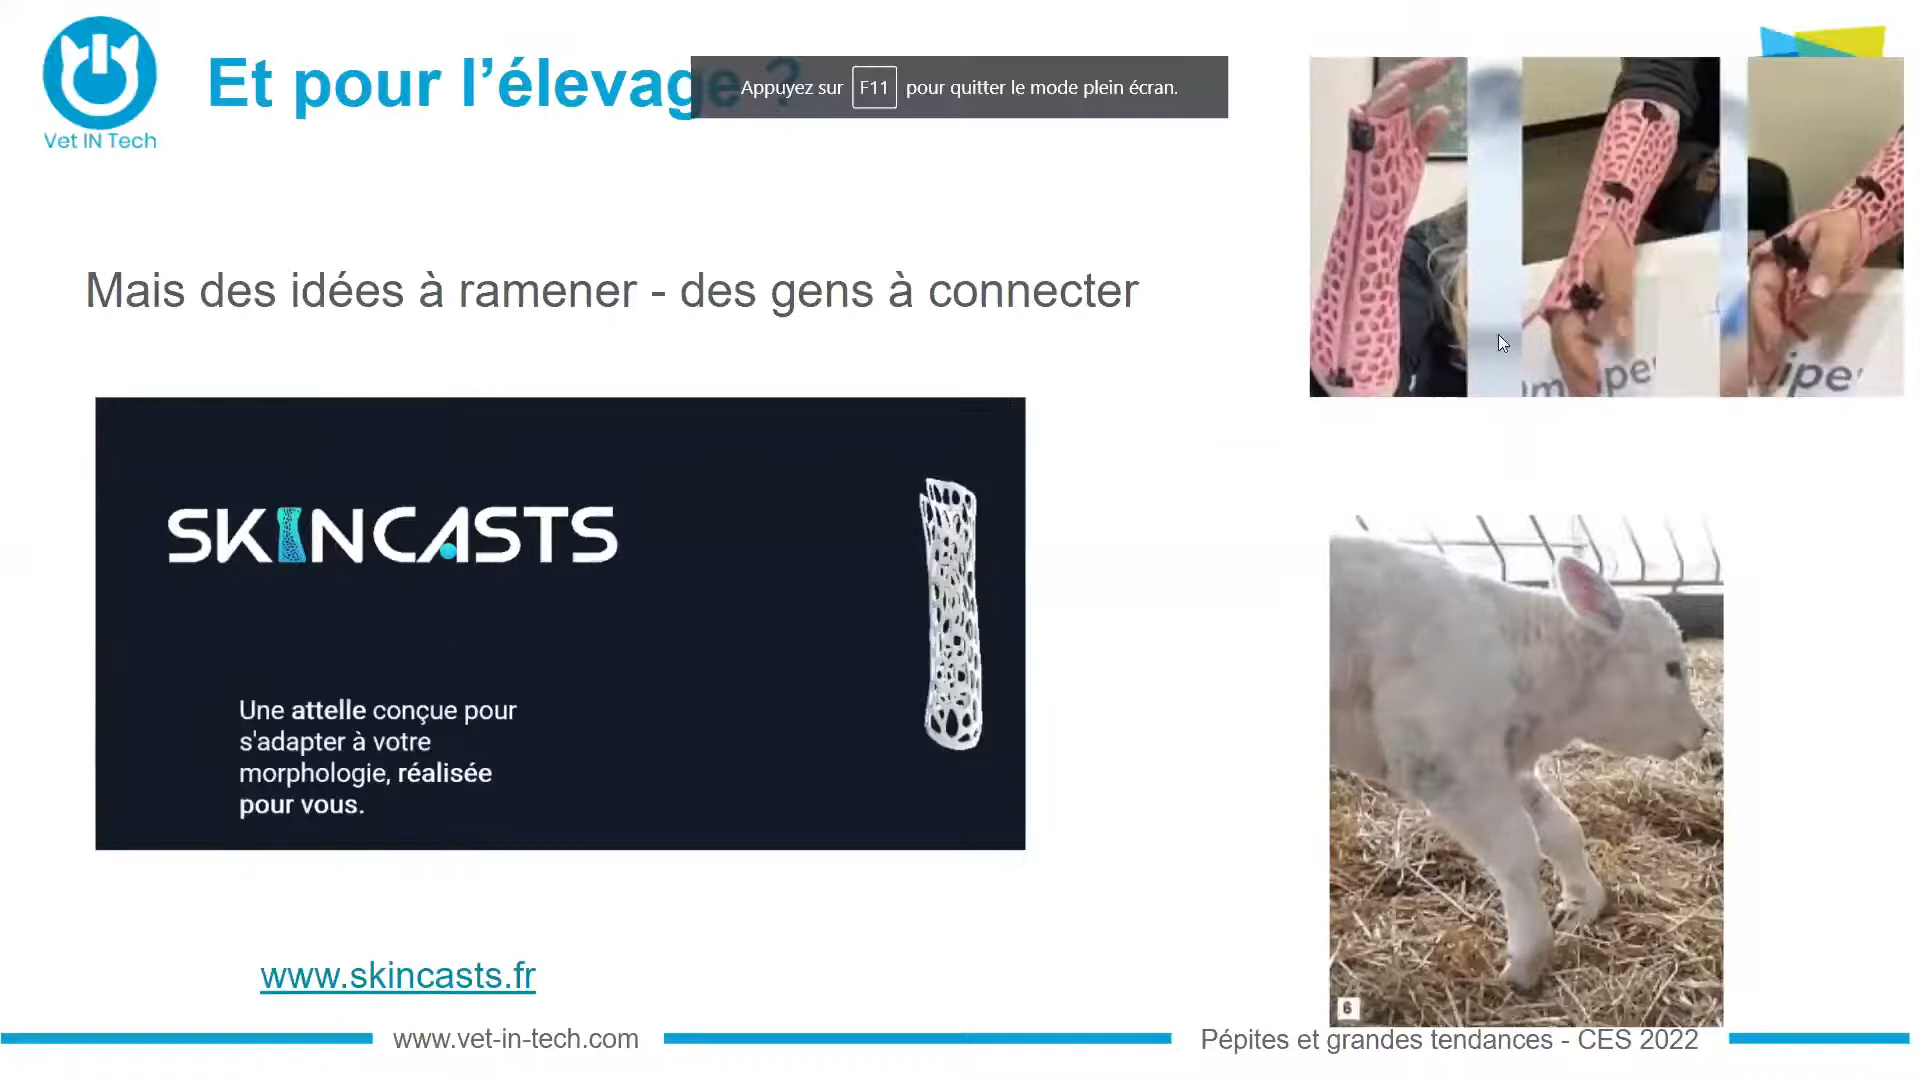 Vet IN Tech
Et pour l’élevage ?
Appuyez sur F11 pour quitter le mode plein écran.
Mais des idées à ramener - des gens à connecter
SKINCASTS
Une attelle conçue pour
s'adapter à votre
morphologie, réalisée
pour vous.
6
www.skincasts.fr
www.vet-in-tech.com
Pépites et grandes tendances - CES 2022